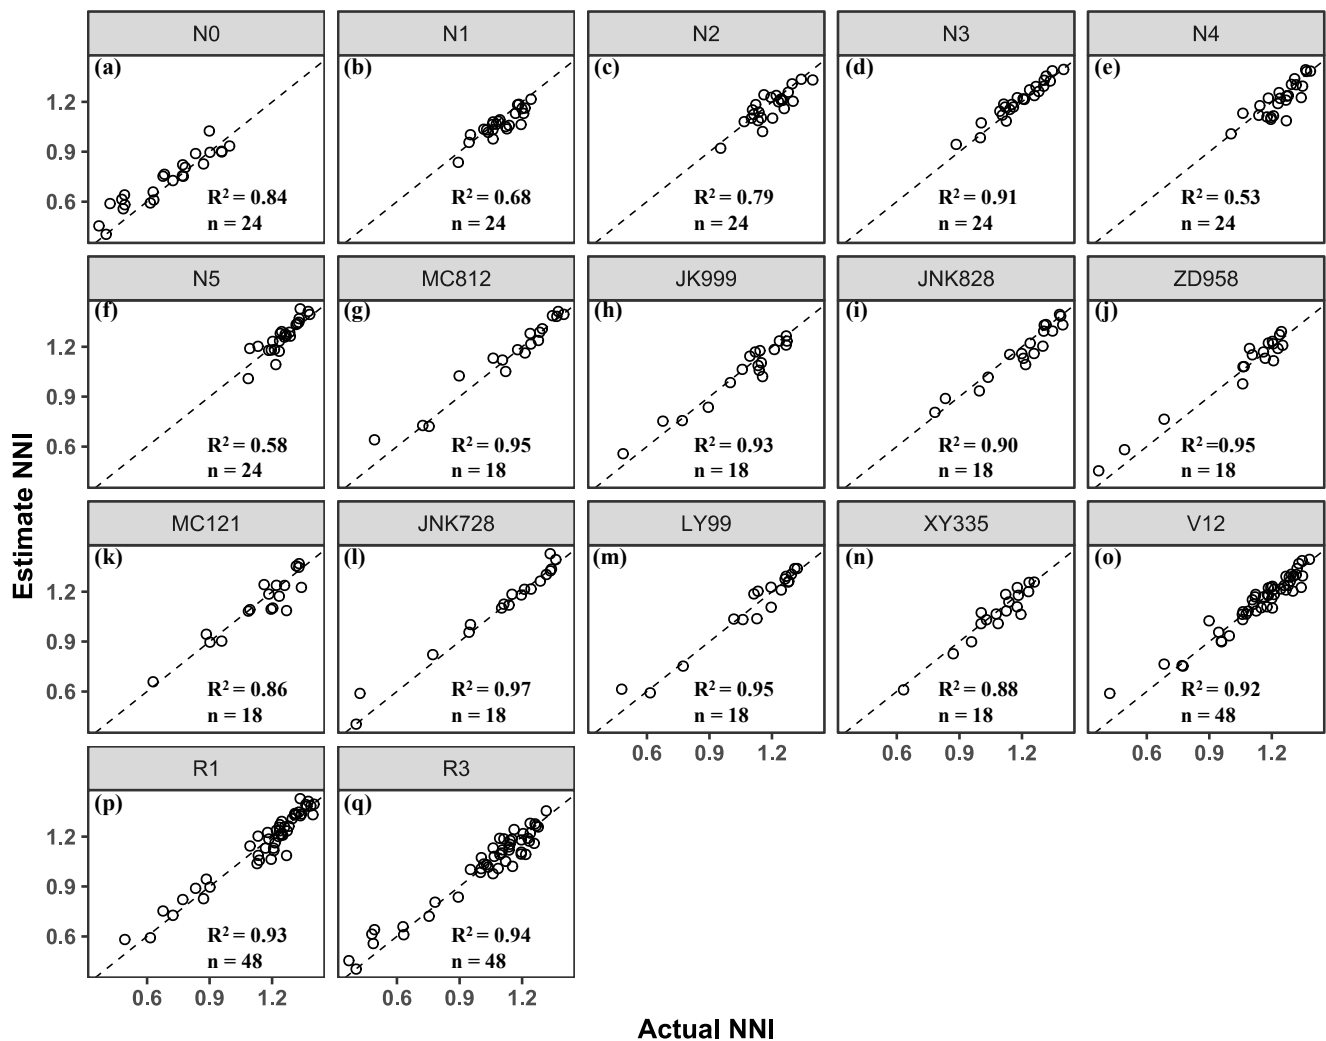 N0 N1 N2 N3 N4
(a) (b) (c) (d) (e)
1.2
0.9
0.6
R² = 0.84 R² = 0.68 R² = 0.79 R² = 0.91 R² = 0.53
n = 24 n = 24 n = 24 n = 24 n = 24
N5 MC812 JK999 JNK828 ZD958
(f) (g) (h) (i) (j)
1.2
0.9
0.6
R² = 0.58 R² = 0.95 R² = 0.93 R² = 0.90 R² =0.95
n = 24 n = 18 n = 18 n = 18 n = 18
Estimate NNI
MC121 JNK728 LY99 XY335 V12
(k) (l) (m) (n) (o)
1.2
0.9
0.6
R² = 0.86 R² = 0.97 R² = 0.95 R² = 0.88 R² = 0.92
n = 18 n = 18 n = 18 n = 18 n = 48
0.6 0.9 1.2 0.6 0.9 1.2 0.6 0.9 1.2
R1 R3
(p) (q)
1.2
0.9
0.6
R² = 0.93 R² = 0.94
n = 48 n = 48
0.6 0.9 1.2 0.6 0.9 1.2
Actual NNI